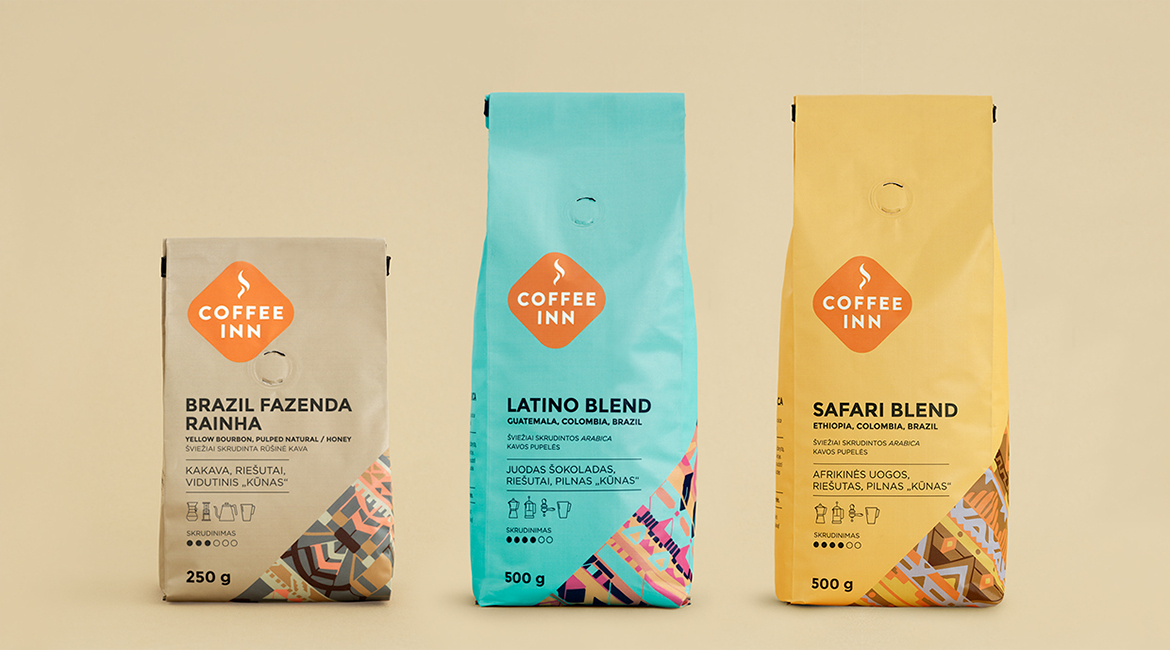 COFFEE
INN
BRAZIL FAZENDA
RAINHA
YELLOW BOURBON, PULPED NATURAL / HONEY
ŠVIEŽIAI SKRUDINTA RŪŠINĖ KAVA
KAKAVA, RIEŠUTAI,
VIDUTINIS „KŪNAS“
SKRUDINIMAS
250 g
COFFEE
INN
LATINO BLEND
GUATEMALA, COLOMBIA, BRAZIL
ŠVIEŽIAI SKRUDINTOS ARABICA
KAVOS PUPELĖS
JUODAS ŠOKOLADAS,
RIEŠUTAI, PILNAS „KŪNAS“
SKRUDINIMAS
500 g
COFFEE
INN
SAFARI BLEND
ETHIOPIA, COLOMBIA, BRAZIL
ŠVIEŽIAI SKRUDINTOS ARABICA
KAVOS PUPELĖS
AFRIKINĖS UOGOS,
RIEŠUTAS, PILNAS „KŪNAS“
SKRUDINIMAS
500 g